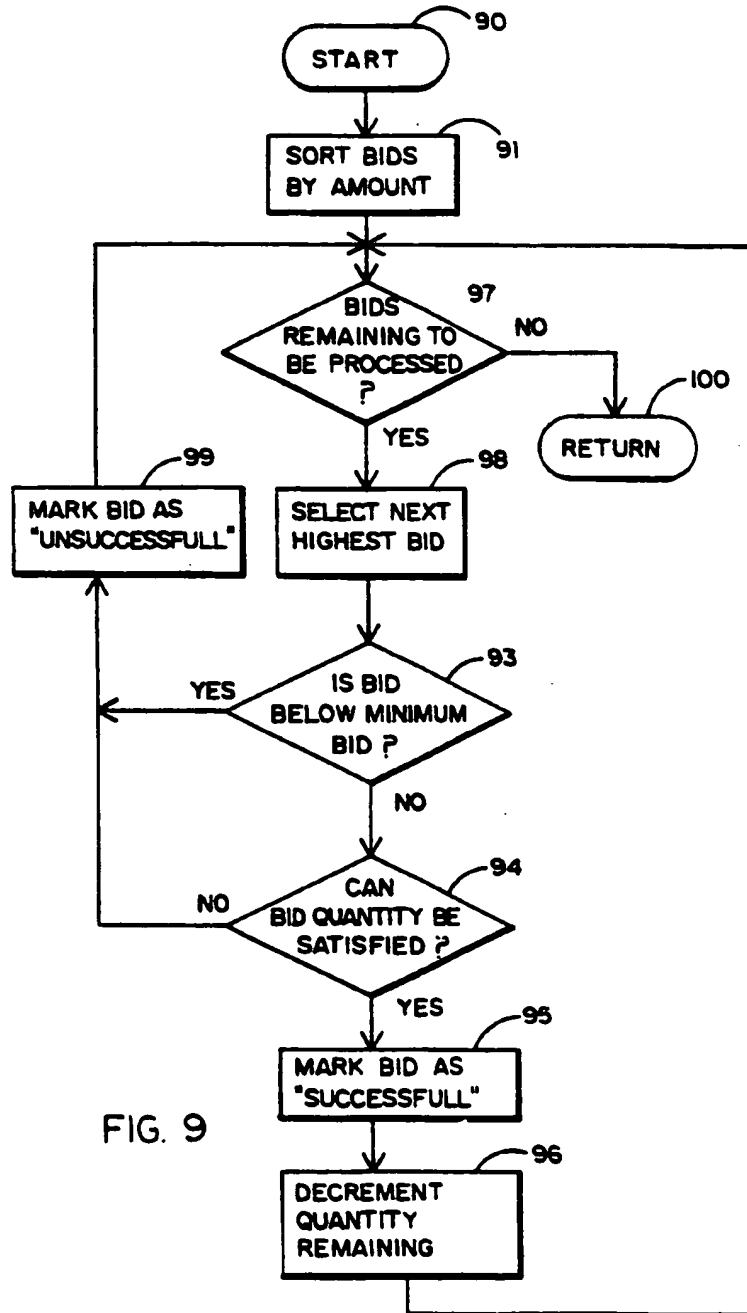 90
START
91
SORT BIDS
BY AMOUNT
97
BIDS
REMAINING TO
BE PROCESSED
?
NO
100
RETURN
YES
99
MARK BID AS
"UNSUCCESSFULL"
98
SELECT NEXT
HIGHEST BID
93
YES
IS BID
BELOW MINIMUM
BID ?
NO
94
CAN
BID QUANTITY BE
SATISFIED ?
NO
YES
95
MARK BID AS
"SUCCESSFULL"
FIG. 9
96
DECREMENT
QUANTITY
REMAINING